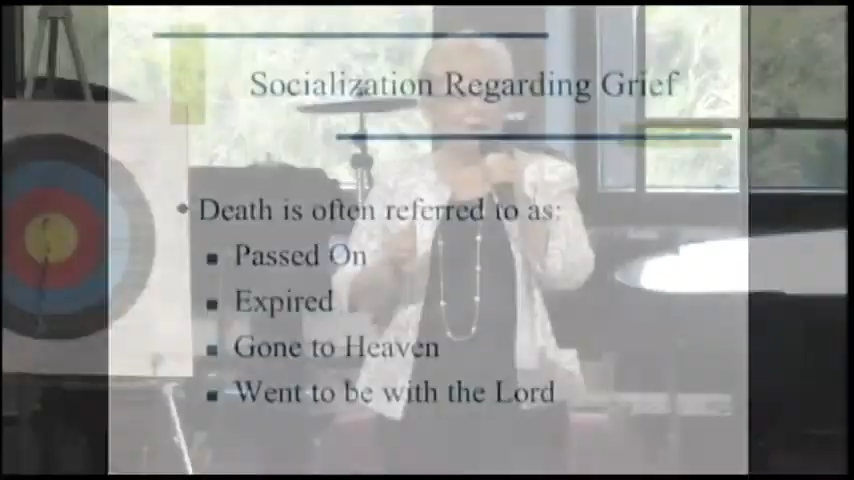 Socialization Regarding Grief
• Death is often referred to as:
▪ Passed On
▪ Expired
▪ Gone to Heaven
▪ Went to be with the Lord